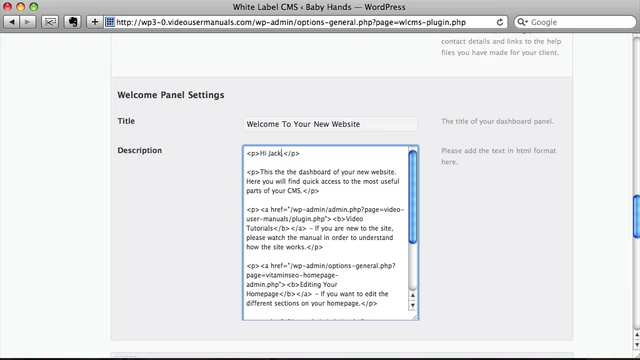 White Label CMS ‹ Baby Hands — WordPress
http://wp3-0.videousermanuals.com/wp-admin/options-general.php?page=wlcms-plugin.php
Google
contact details and links to the help
files you have made for your client.
Welcome Panel Settings
Title
Welcome To Your New Website
The title of your dashboard panel.
Description
Please add the text in html format
here.
<p>Hi Jack,</p>
<p>This the the dashboard of your new website.
Here you will find quick access to the most useful
parts of your CMS.</p>
<p><a href="/wp-admin/admin.php?page=video-
user-manuals/plugin.php"><b>Video
Tutorials</b></a> - If you are new to the site,
please watch the manual in order to understand
how the site works.</p>
<p><a href="/wp-admin/options-general.php?
page=vitaminseo-homepage-
admin.php"><b>Editing Your
Homepage</b></a> - If you want to edit the
different sections on your homepage.</p>